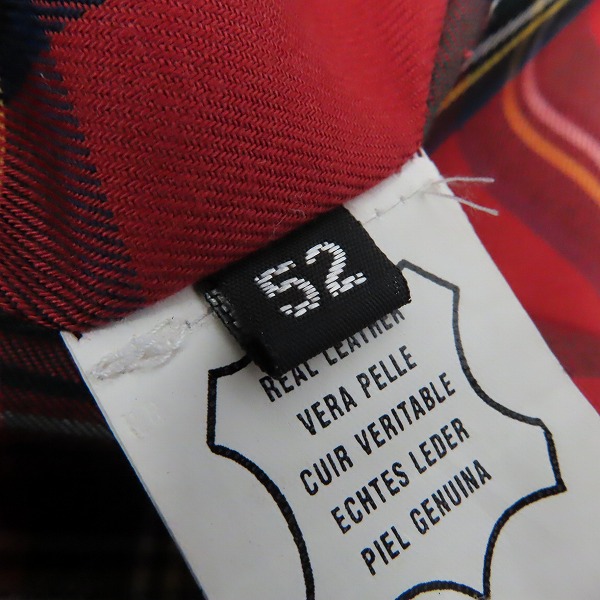 52
REAL LEATHER
VERA PELLE
CUIR VERITABLE
ECHTES LEDER
PIEL GENUINA